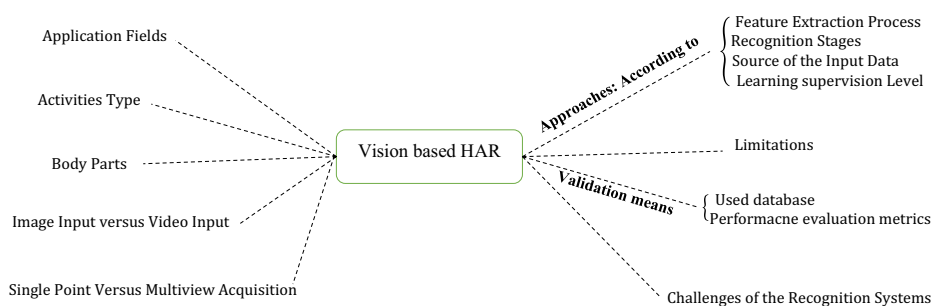 Application Fields
Activities Type
Body Parts
Image Input versus Video Input
Single Point Versus Multiview Acquisition
Vision based HAR
Approaches: According to
Feature Extraction Process
Recognition Stages
Source of the Input Data
Learning supervision Level
Limitations
Validation means
Used database
Performacne evaluation metrics
Challenges of the Recognition Systems